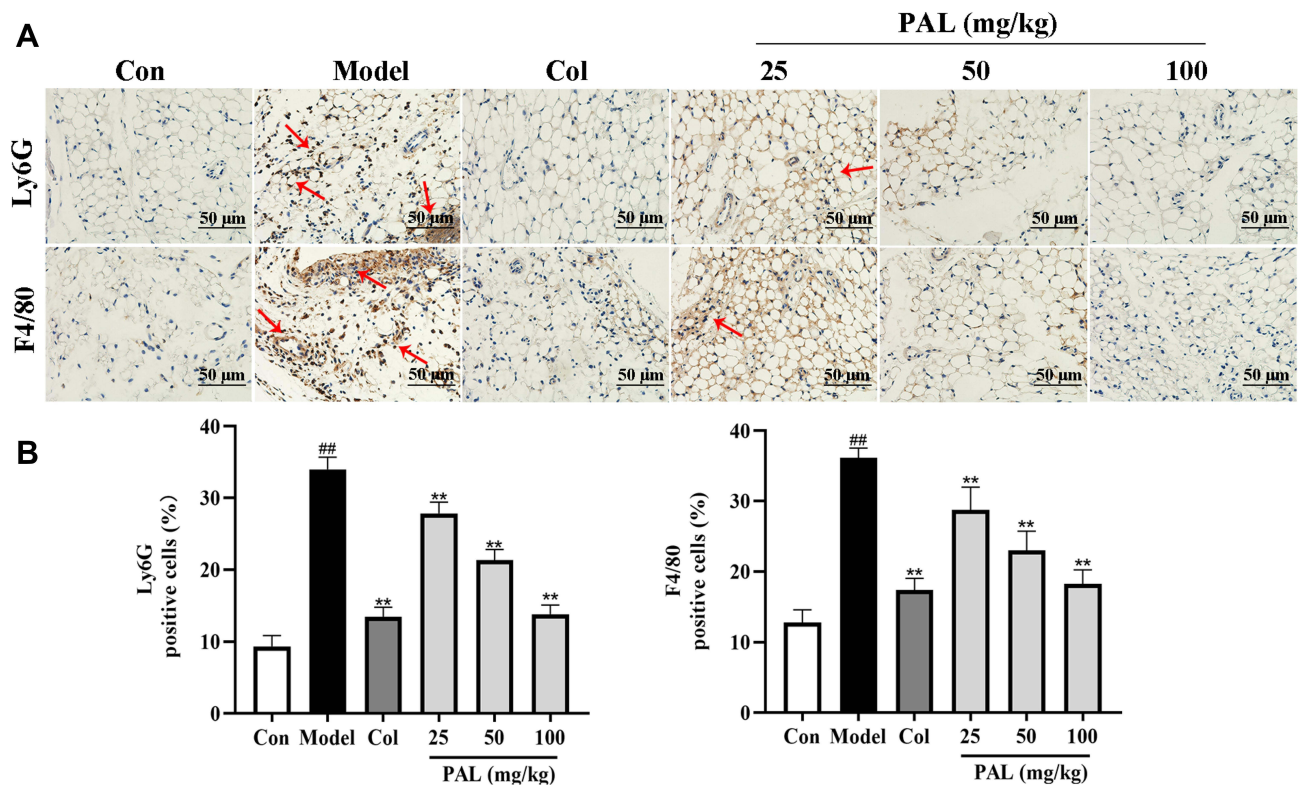 A
PAL (mg/kg)
Con Model Col 25 50 100
Ly6G
50 µm 50 µm 50 µm 50 µm 50 µm 50 µm
F4/80
50 µm 50 µm 50 µm 50 µm 50 µm 50 µm
B
Ly6G
positive cells (%)
40
30
20
10
0
##
**
**
**
**
Con Model Col 25 50 100
PAL (mg/kg)
F4/80
positive cells (%)
40
30
20
10
0
##
**
**
**
**
Con Model Col 25 50 100
PAL (mg/kg)